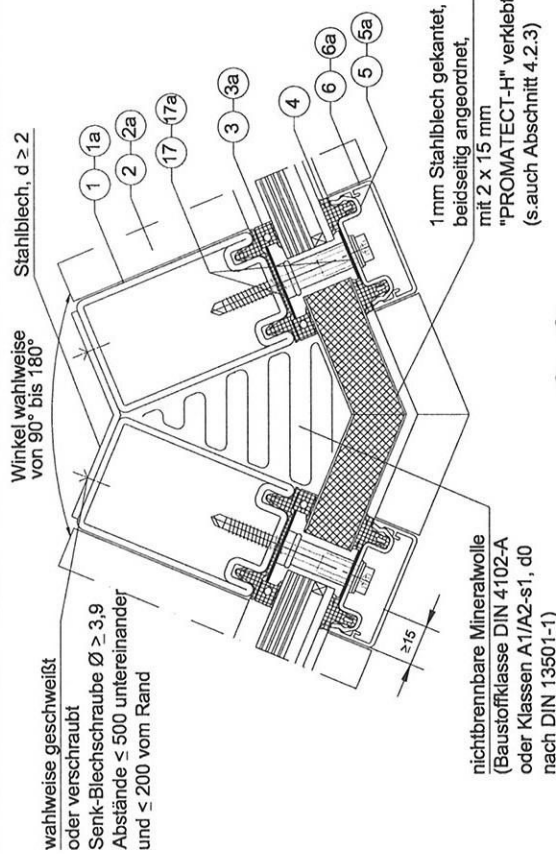 wahlweise geschweißt
oder verschraubt
Senk-Blechschraube Ø ≥ 3,9
Abstände ≤ 500 untereinander
und ≤ 200 vom Rand
Winkel wahlweise
von 90° bis 180°
Stahlblech, d ≥ 2
1
1a
2
2a
17
17a
3
3a
4
6
6a
5
5a
1mm Stahlblech gekantet,
beidseitig angeordnet,
mit 2 x 15 mm
"PROMATECT-H" verklebt
(s.auch Abschnitt 4.2.3)
≥15
nichtbrennbare Mineralwolle
(Baustoffklasse DIN 4102-A
oder Klassen A1/A2-s1, d0
nach DIN 13501-1)